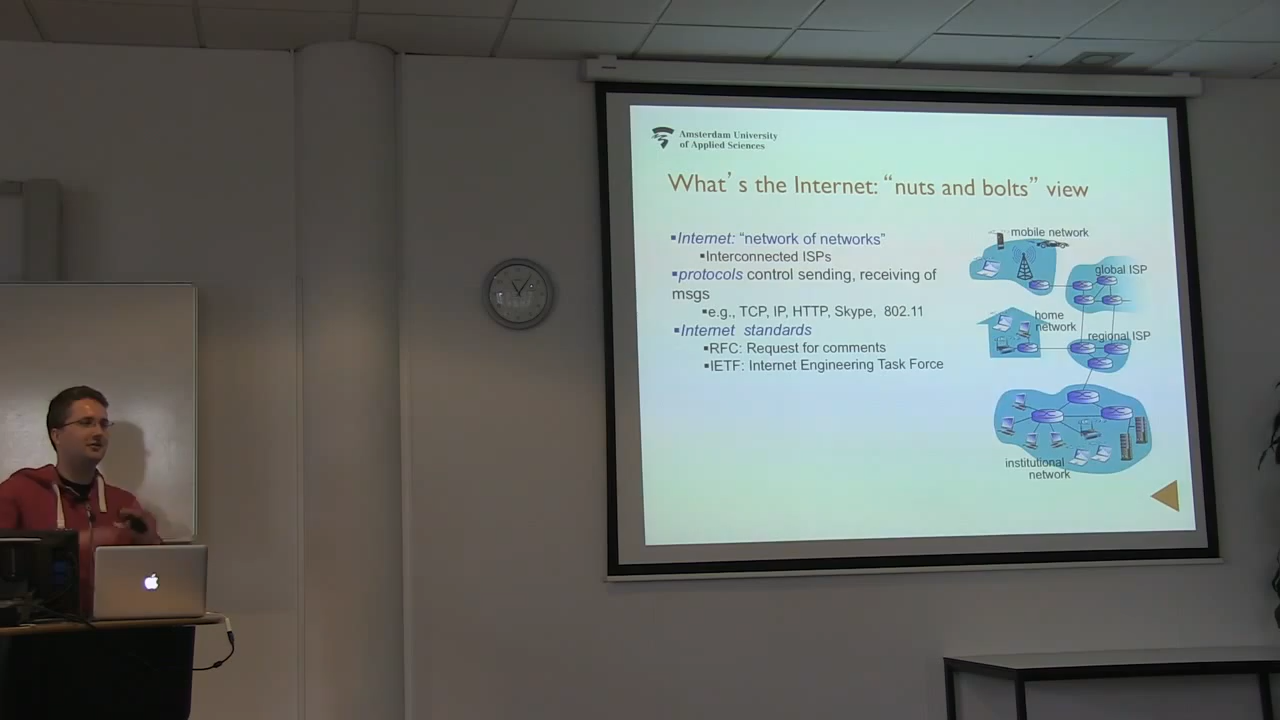 Amsterdam University
of Applied Sciences
What's the Internet: “nuts and bolts” view
▪Internet: “network of networks”
▪Interconnected ISPs
▪protocols control sending, receiving of
msgs
▪e.g., TCP, IP, HTTP, Skype, 802.11
▪Internet standards
▪RFC: Request for comments
▪IETF: Internet Engineering Task Force
mobile network
global ISP
home
network
regional ISP
institutional
network